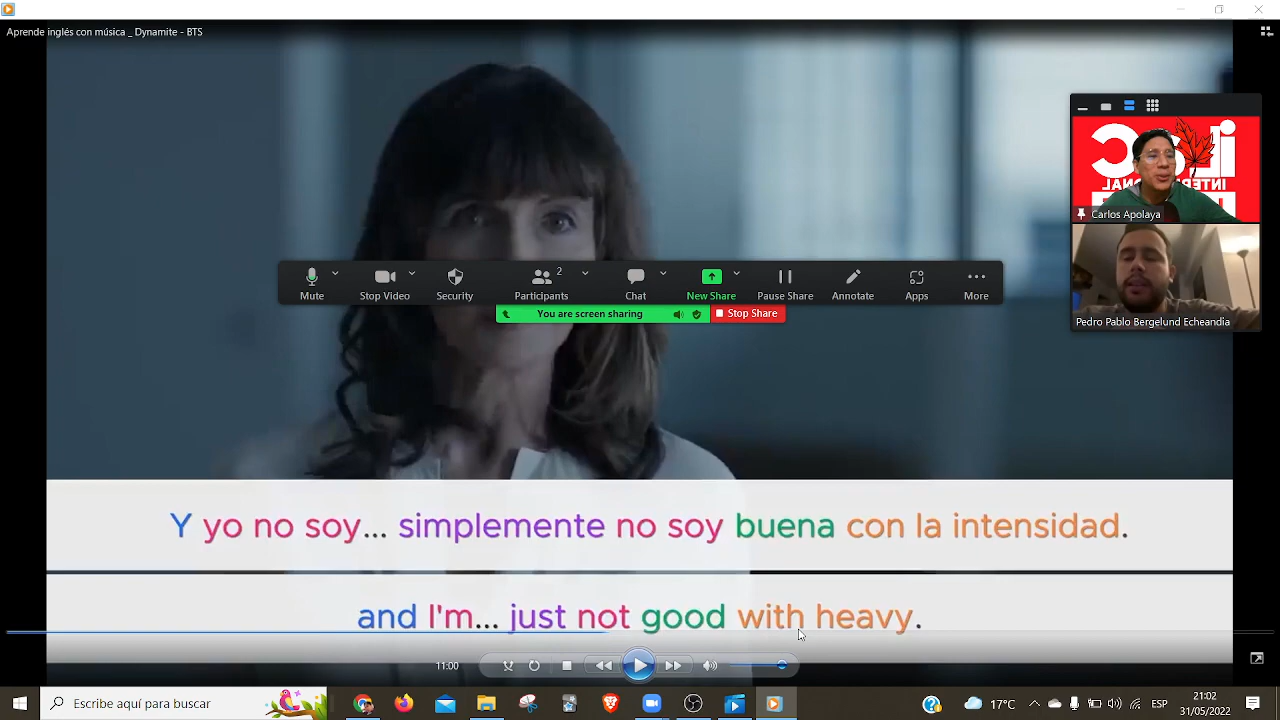 Aprende inglés con música _ Dynamite - BTS
Carlos Apolaya
Pedro Pablo Bergelund Echeandia
2
Mute
Stop Video
Security
Participants
Chat
New Share
Pause Share
Annotate
Apps
More
You are screen sharing
Stop Share
Y yo no soy... simplemente no soy buena con la intensidad.
and I'm... just not good with heavy.
11:00
Escribe aquí para buscar
17°C
ESP
21:02
31/05/2022